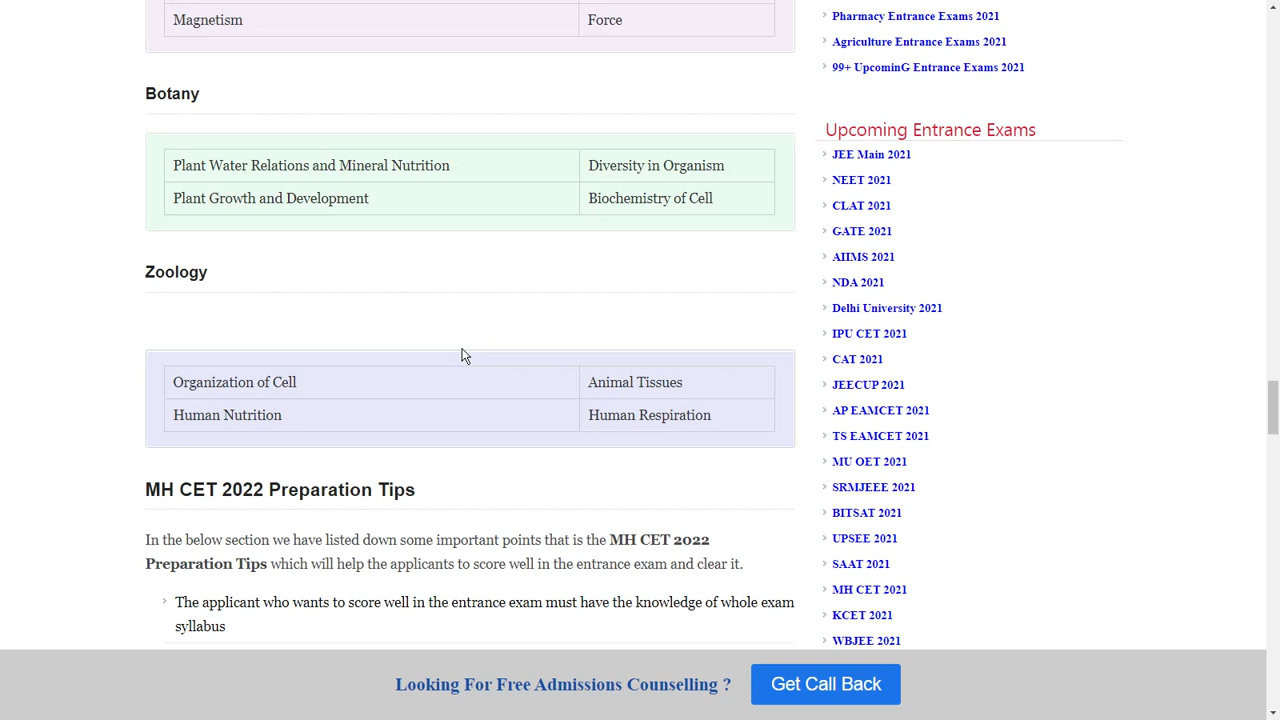 Magnetism Force
Botany
Plant Water Relations and Mineral Nutrition Diversity in Organism
Plant Growth and Development Biochemistry of Cell
Zoology
Organization of Cell Animal Tissues
Human Nutrition Human Respiration
MH CET 2022 Preparation Tips
In the below section we have listed down some important points that is the MH CET 2022
Preparation Tips which will help the applicants to score well in the entrance exam and clear it.
The applicant who wants to score well in the entrance exam must have the knowledge of whole exam
syllabus
Pharmacy Entrance Exams 2021
Agriculture Entrance Exams 2021
99+ UpcominG Entrance Exams 2021
Upcoming Entrance Exams
JEE Main 2021
NEET 2021
CLAT 2021
GATE 2021
AIIMS 2021
NDA 2021
Delhi University 2021
IPU CET 2021
CAT 2021
JEECUP 2021
AP EAMCET 2021
TS EAMCET 2021
MU OET 2021
SRMJEEE 2021
BITSAT 2021
UPSEE 2021
SAAT 2021
MH CET 2021
KCET 2021
WBJEE 2021
Looking For Free Admissions Counselling ? Get Call Back